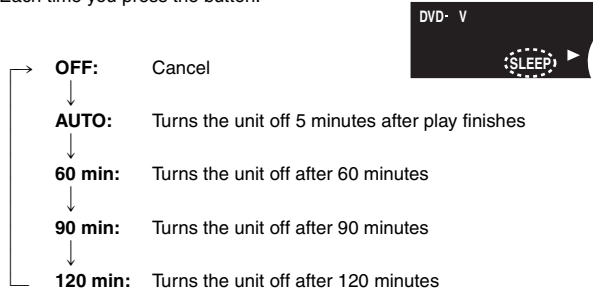 Each time you press the button:
DVD- V
SLEEP
OFF: Cancel
AUTO: Turns the unit off 5 minutes after play finishes
60 min: Turns the unit off after 60 minutes
90 min: Turns the unit off after 90 minutes
120 min: Turns the unit off after 120 minutes